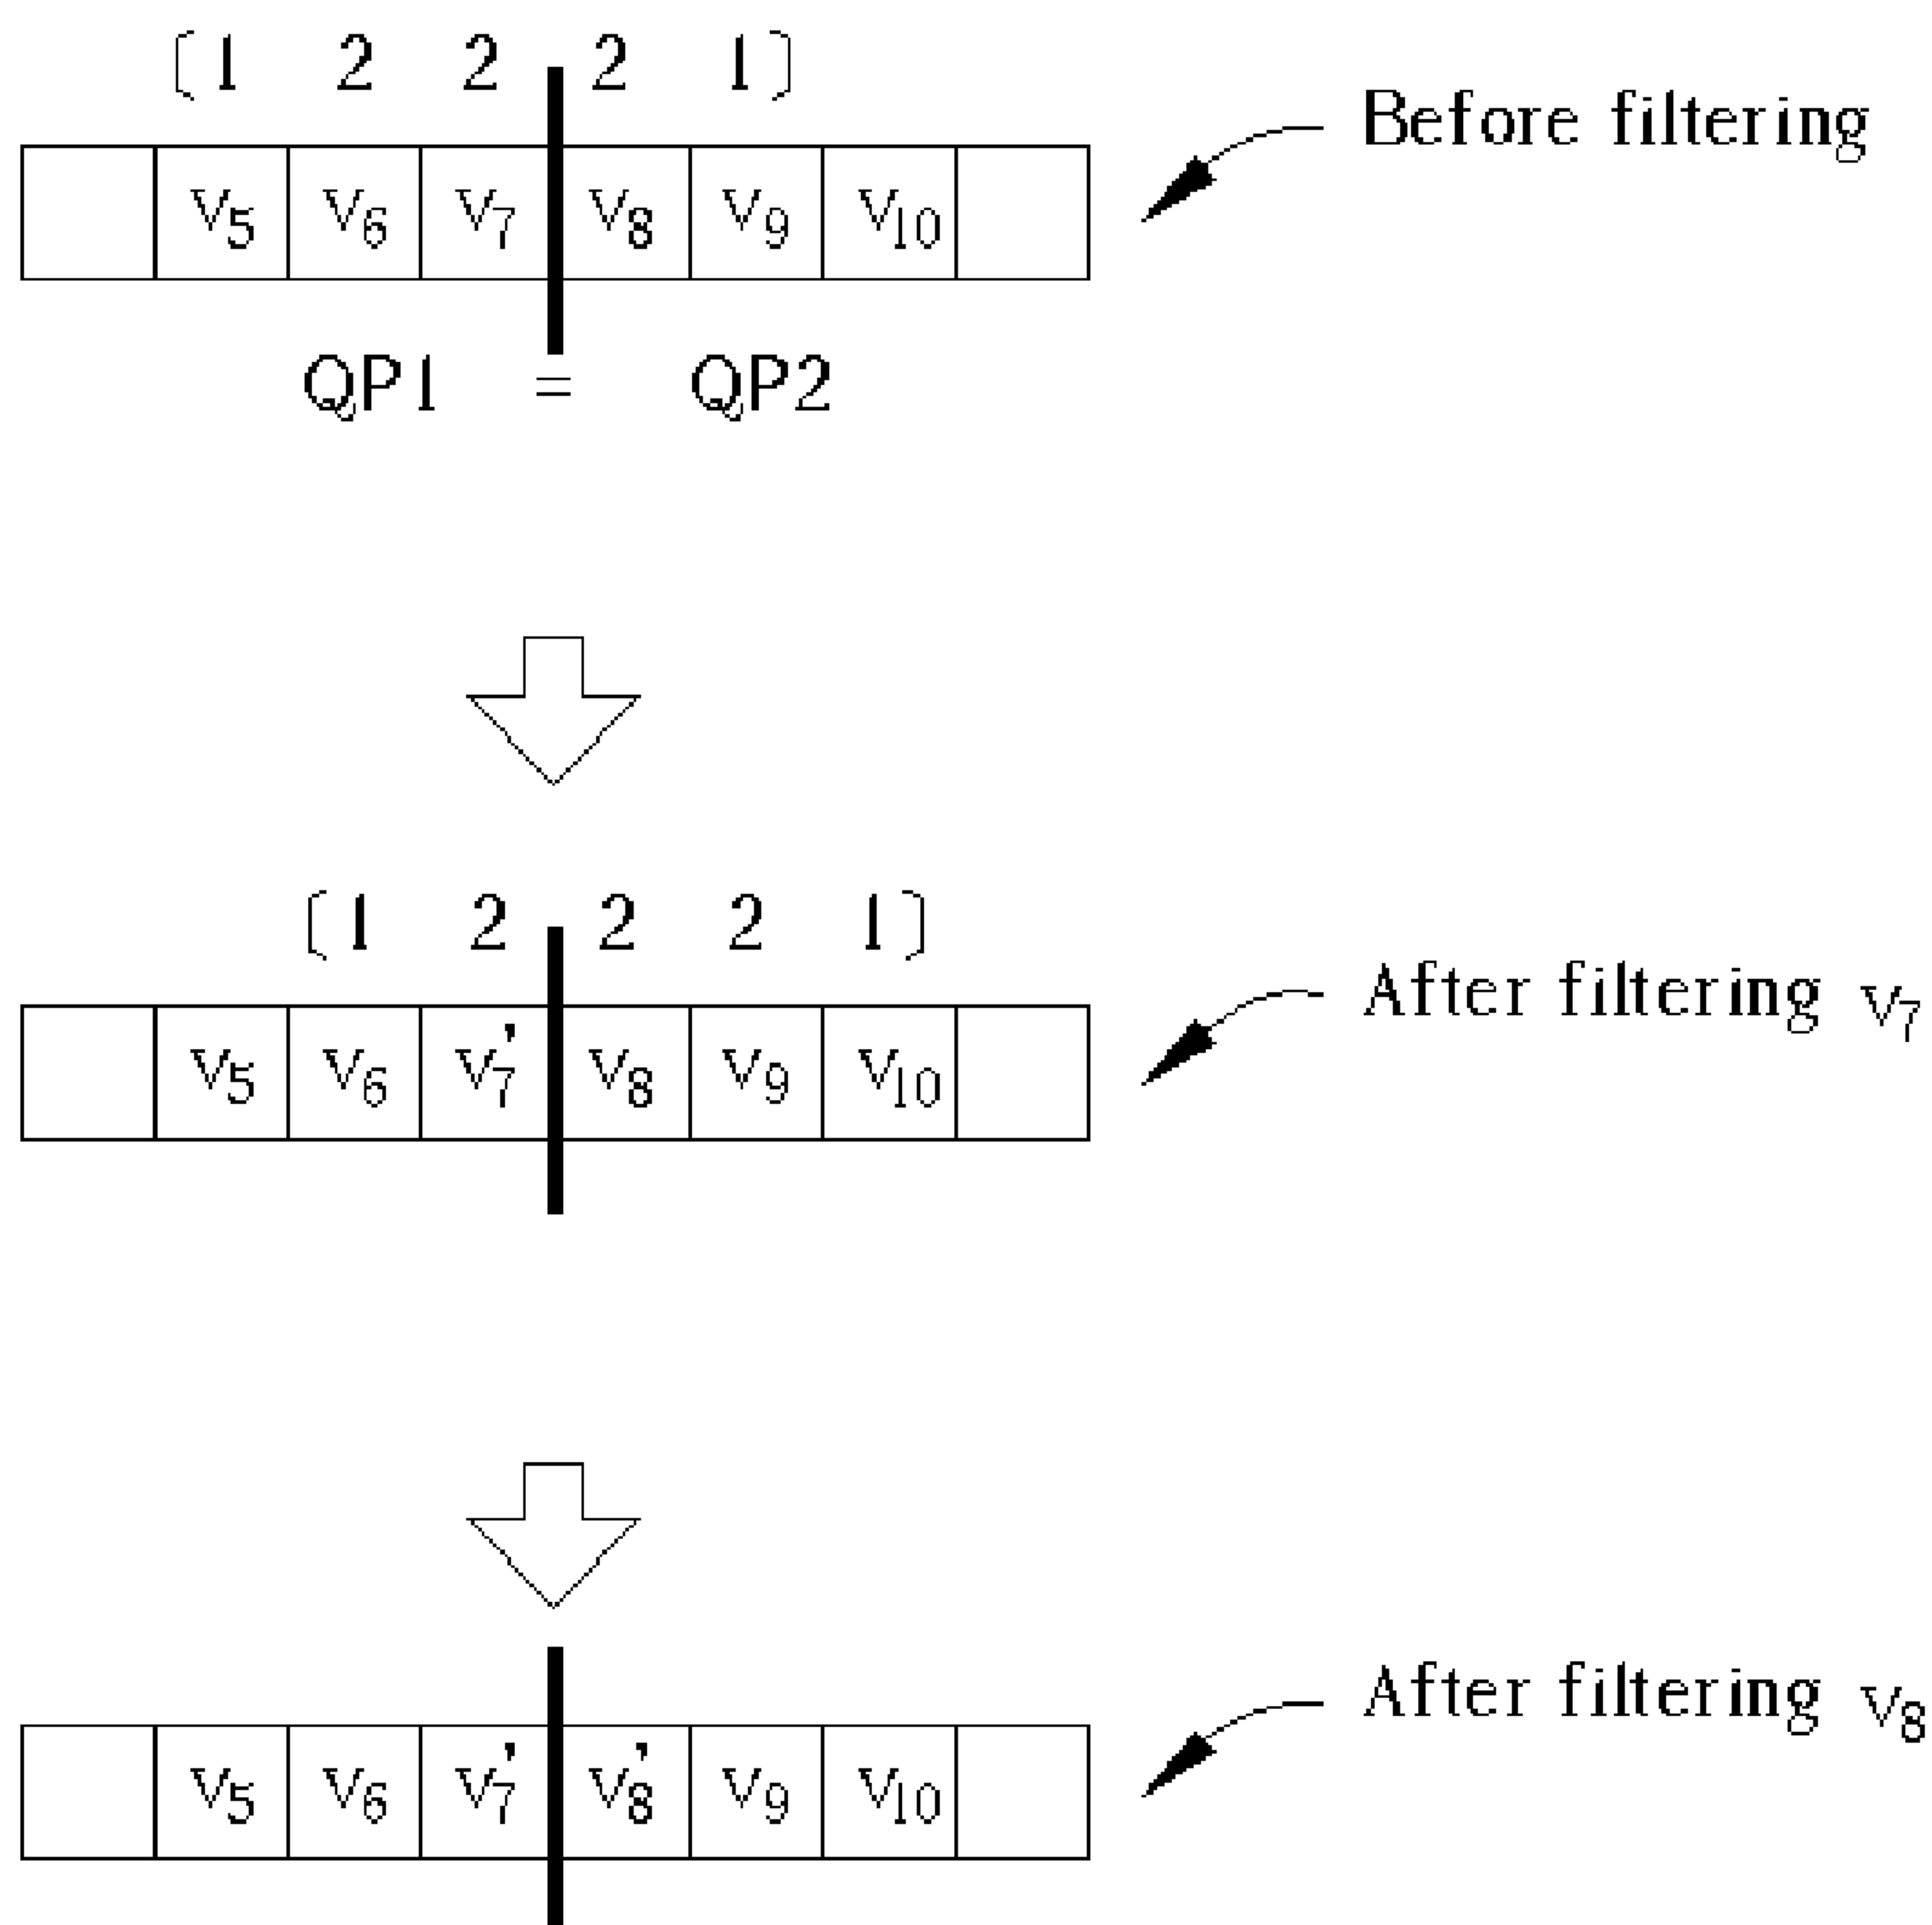 (1 2 2 2 1)
Before filtering
v5 v6 v7 v8 v9 v10
QP1 = QP2
(1 2 2 2 1)
After filtering v7
v5 v6 v7' v8 v9 v10
After filtering v8
v5 v6 v7' v8' v9 v10